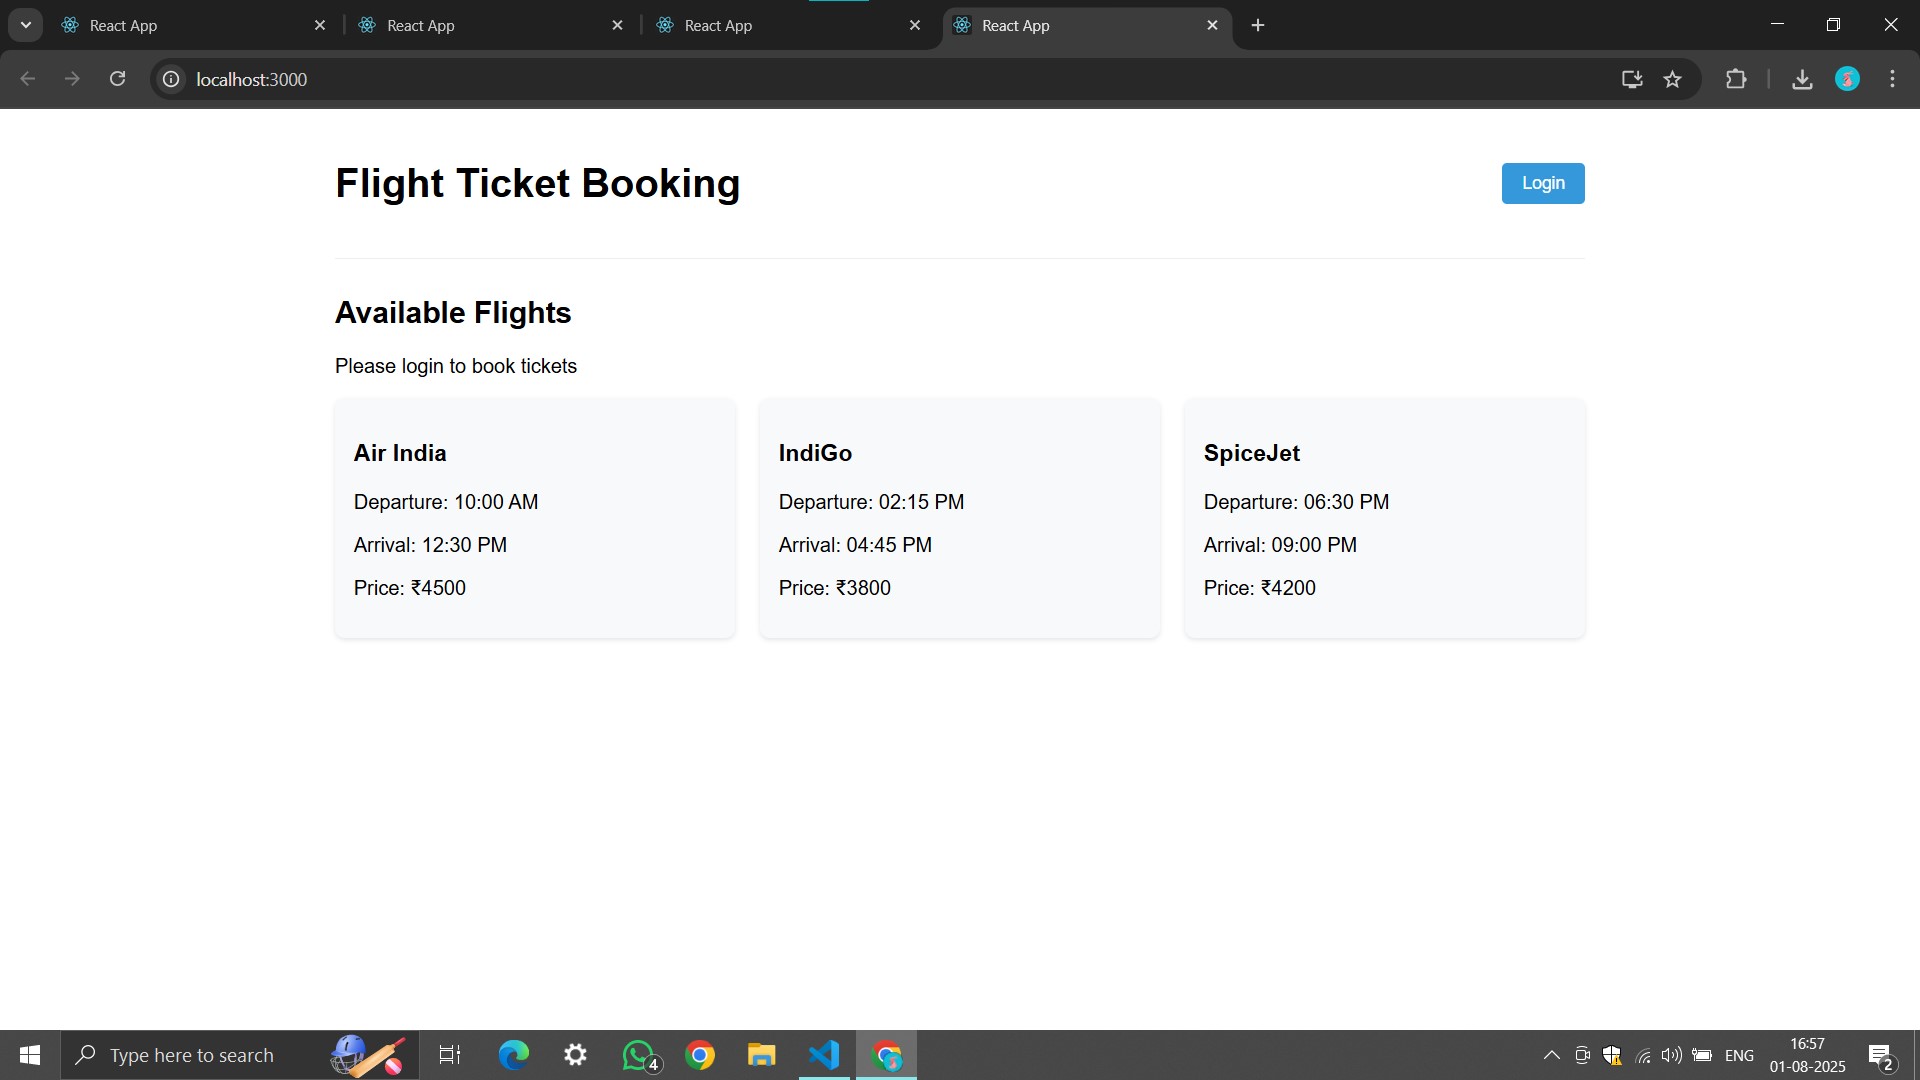 React App
React App
React App
React App
localhost:3000
Flight Ticket Booking
Login
Available Flights
Please login to book tickets
Air India
Departure: 10:00 AM
Arrival: 12:30 PM
Price: ₹4500
IndiGo
Departure: 02:15 PM
Arrival: 04:45 PM
Price: ₹3800
SpiceJet
Departure: 06:30 PM
Arrival: 09:00 PM
Price: ₹4200
Type here to search
4
ENG
16:57
01-08-2025
2